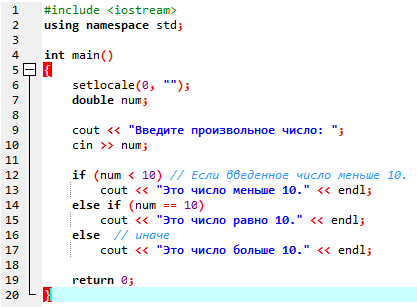 1 #include <iostream>
2 using namespace std;
3
4 int main()
5 {
6 setlocale(0, "");
7 double num;
8
9 cout << "Введите произвольное число: ";
10 cin >> num;
11
12 if (num < 10) // Если введенное число меньше 10.
13 cout << "Это число меньше 10." << endl;
14 else if (num == 10)
15 cout << "Это число равно 10." << endl;
16 else // иначе
17 cout << "Это число больше 10." << endl;
18
19 return 0;
20 }